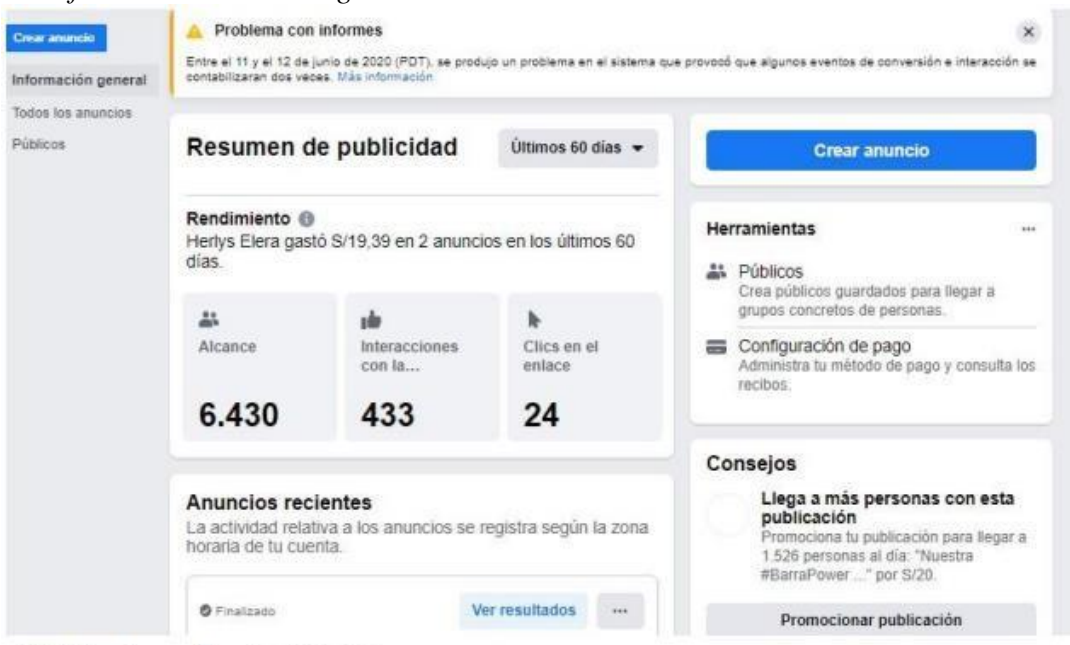 Crear anuncio
Información general
Todos los anuncios
Públicos
Problema con informes
Entre el 11 y el 12 de junio de 2020 (PDT), se produjo un problema en el sistema que provocó que algunos eventos de conversión e interacción se
contabilizaran dos veces. Más información
Resumen de publicidad
Últimos 60 días
Rendimiento
Herlys Elera gastó S/19,39 en 2 anuncios en los últimos 60
días.
Alcance
6.430
Interacciones
con la...
433
Clics en el
enlace
24
Anuncios recientes
La actividad relativa a los anuncios se registra según la zona
horaria de tu cuenta.
Finalizado
Ver resultados
...
Crear anuncio
Herramientas
...
Públicos
Crea públicos guardados para llegar a
grupos concretos de personas.
Configuración de pago
Administra tu método de pago y consulta los
recibos.
Consejos
Llega a más personas con esta
publicación
Promociona tu publicación para llegar a
1.526 personas al día: "Nuestra
#BarraPower ..." por S/20.
Promocionar publicación